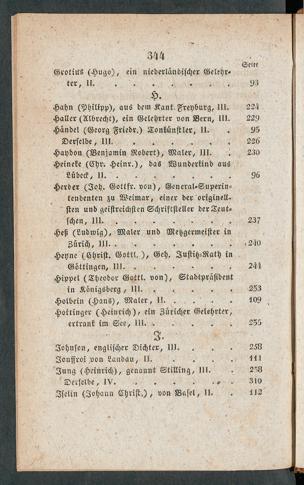 344
Seite
Grotius (Hugo), ein niederländischer Gelehr-
ter, II. . . . . . . . 93
H.
Hahn (Philipp), aus dem Kant. Freyburg, III. 224
Haller (Albrecht), ein Gelehrter von Bern, III. 229
Händel (Georg Friedr.) Tonkünstler, II. . 95
Derselbe, III. . . . . . . 226
Haydon (Benjamin Robert), Maler, III. . 230
Heineke (Chr. Heinr.), das Wunderkind aus
Lübeck, II. . . . . . . 96
Herder (Joh. Gottfr. von), General-Superin-
tendenten zu Weimar, einer der originell-
sten und geistreichsten Schriftsteller der Teut-
schen, III. . . . . . . 237
Heß (Ludwig), Maler und Metzgermeister in
Zürich, III. . . . . . . 240
Heyne (Christ. Gottl.), Geh. Justiz-Rath in
Göttingen, III. . . . . . 244
Hippel (Theodor Gottl. von), Stadtpräsident
in Königsberg, III. . . . . 253
Holbein (Hans), Maler, II. . . . 109
Hottinger (Heinrich), ein Züricher Gelehrter,
ertrank im See, III. . . . . 255
J.
Johnson, englischer Dichter, III. . . . 258
Jouffroi von Landau, II. . . . . 111
Jung (Heinrich), genannt Stilling, III. . 258
Derselbe, IV. . . . . . . 310
Iselin (Johann Christ.), von Basel, II. . 112